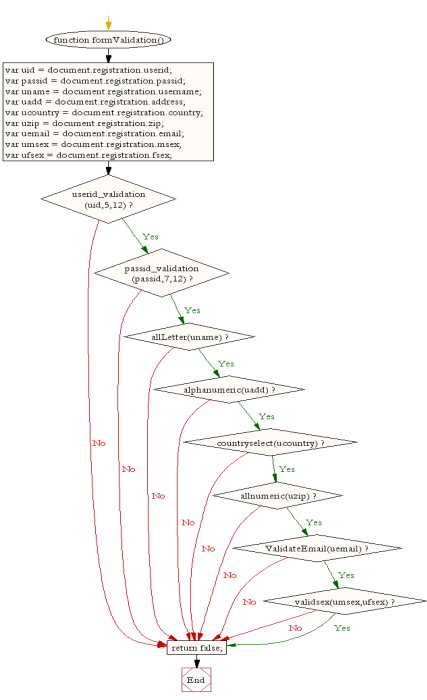 function formValidation()
var uid = document.registration.userid;
var passid = document.registration.passid;
var uname = document.registration.username;
var uadd = document.registration.address;
var ucountry = document.registration.country;
var uzip = document.registration.zip;
var uemail = document.registration.email;
var umsex = document.registration.msex;
var ufsex = document.registration.fsex;
userid_validation
(uid,5,12) ?
Yes
passid_validation
(passid,7,12) ?
Yes
allLetter(uname) ?
Yes
alphanumeric(uadd) ?
Yes
countryselect(ucountry) ?
No
No
Yes
allnumeric(uzip) ?
No
No
Yes
ValidateEmail(uemail) ?
No
No
Yes
validsex(umsex,ufsex) ?
No
No
Yes
return false;
End